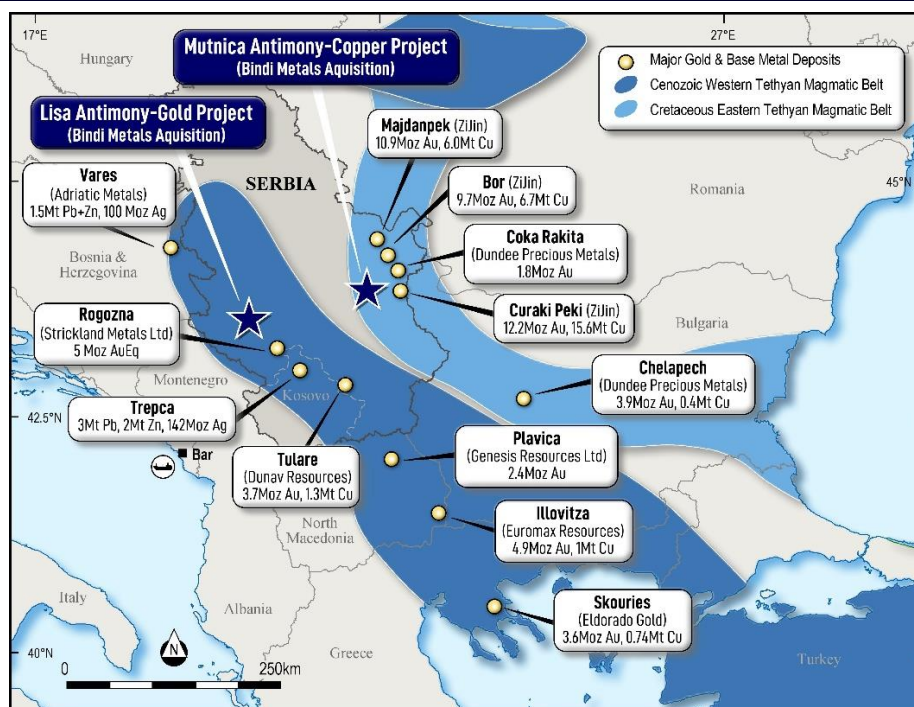 17°E
27°E
Hungary
Mutnica Antimony-Copper Project
(Bindi Metals Aquisition)
Major Gold & Base Metal Deposits
Cenozoic Western Tethyan Magmatic Belt
Cretaceous Eastern Tethyan Magmatic Belt
Lisa Antimony-Gold Project
(Bindi Metals Aquisition)
Majdanpek (ZiJin)
10.9Moz Au, 6.0Mt Cu
Vares
(Adriatic Metals)
1.5Mt Pb+Zn, 100 Moz Ag
SERBIA
Bor (ZiJin)
9.7Moz Au, 6.7Mt Cu
Romania
45°N
Coka Rakita
(Dundee Precious Metals)
1.8Moz Au
Bosnia &
Herzegovina
Curaki Peki (ZiJin)
12.2Moz Au, 15.6Mt Cu
Rogozna
(Strickland Metals Ltd)
5 Moz AuEq
Bulgaria
Montenegro
Kosovo
Chelapech
(Dundee Precious Metals)
3.9Moz Au, 0.4Mt Cu
Trepca
3Mt Pb, 2Mt Zn, 142Moz Ag
42.5°N
Bar
Tulare
(Dunav Resources)
3.7Moz Au, 1.3Mt Cu
Plavica
(Genesis Resources Ltd)
2.4Moz Au
North
Macedonia
Illovitza
(Euromax Resources)
4.9Moz Au, 1Mt Cu
Italy
Albania
Skouries
(Eldorado Gold)
3.6Moz Au, 0.74Mt Cu
40°N
N
Greece
Turkey
0
250km